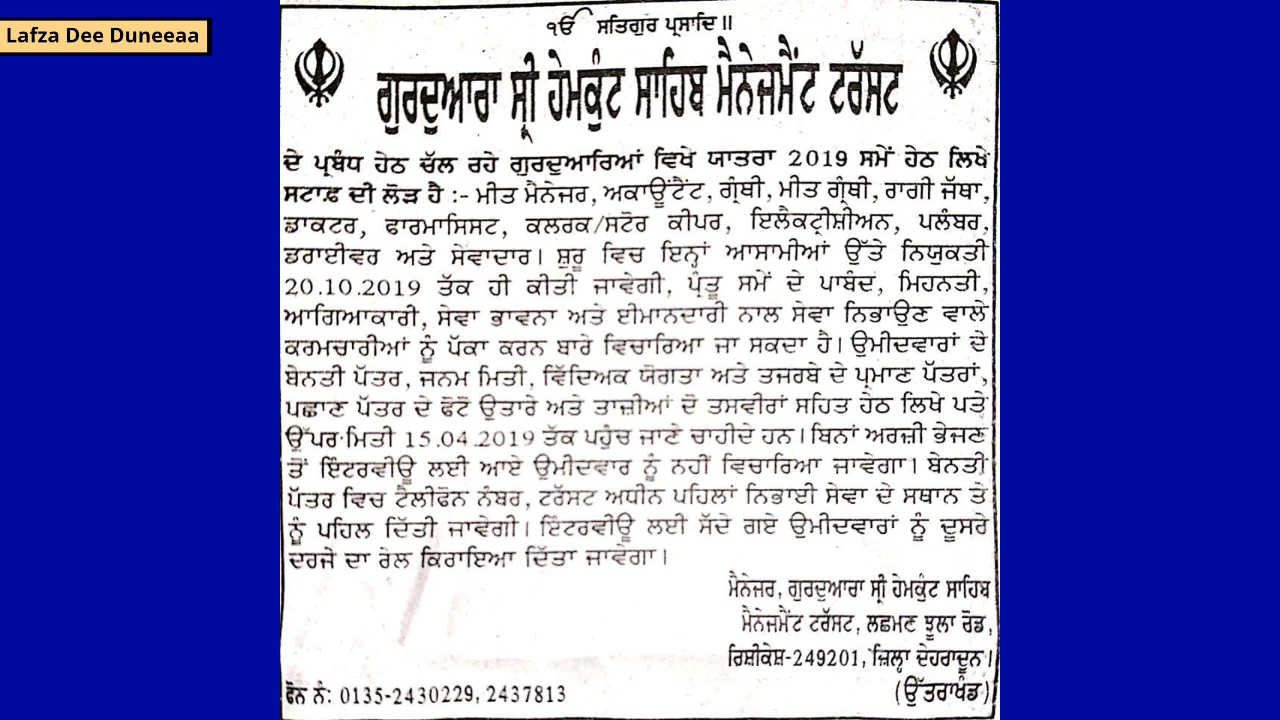 Lafza Dee Duneeaa
ੴ ਸਤਿਗੁਰ ਪ੍ਰਸਾਦਿ॥
ਗੁਰਦੁਆਰਾ ਸ੍ਰੀ ਹੇਮਕੁੰਟ ਸਾਹਿਬ ਮੈਨੇਜਮੈਂਟ ਟਰੱਸਟ
ਦੇ ਪ੍ਰਬੰਧ ਹੇਠ ਚੱਲ ਰਹੇ ਗੁਰਦੁਆਰਿਆਂ ਵਿਖੇ ਯਾਤਰਾ 2019 ਸਮੇਂ ਹੇਠ ਲਿਖੇ
ਸਟਾਫ਼ ਦੀ ਲੋੜ ਹੈ :- ਮੀਤ ਮੈਨੇਜਰ, ਅਕਾਊਂਟੈਂਟ, ਗ੍ਰੰਥੀ, ਮੀਤ ਗ੍ਰੰਥੀ, ਰਾਗੀ ਜੱਥਾ,
ਡਾਕਟਰ, ਫਾਰਮਾਸਿਸਟ, ਕਲਰਕ/ਸਟੋਰ ਕੀਪਰ, ਇਲੈਕਟ੍ਰੀਸ਼ੀਅਨ, ਪਲੰਬਰ,
ਡਰਾਈਵਰ ਅਤੇ ਸੇਵਾਦਾਰ। ਸ਼ੁਰੂ ਵਿਚ ਇਨ੍ਹਾਂ ਆਸਾਮੀਆਂ ਉੱਤੇ ਨਿਯੁਕਤੀ
20.10.2019 ਤੱਕ ਹੀ ਕੀਤੀ ਜਾਵੇਗੀ, ਪ੍ਰੰਤੂ ਸਮੇਂ ਦੇ ਪਾਬੰਦ, ਮਿਹਨਤੀ,
ਆਗਿਆਕਾਰੀ, ਸੇਵਾ ਭਾਵਨਾ ਅਤੇ ਈਮਾਨਦਾਰੀ ਨਾਲ ਸੇਵਾ ਨਿਭਾਉਣ ਵਾਲੇ
ਕਰਮਚਾਰੀਆਂ ਨੂੰ ਪੱਕਾ ਕਰਨ ਬਾਰੇ ਵਿਚਾਰਿਆ ਜਾ ਸਕਦਾ ਹੈ। ਉਮੀਦਵਾਰਾਂ ਦੇ
ਬੇਨਤੀ ਪੱਤਰ, ਜਨਮ ਮਿਤੀ, ਵਿੱਦਿਅਕ ਯੋਗਤਾ ਅਤੇ ਤਜਰਬੇ ਦੇ ਪ੍ਰਮਾਣ ਪੱਤਰਾਂ,
ਪਛਾਣ ਪੱਤਰ ਦੇ ਫੋਟੋ ਉਤਾਰੇ ਅਤੇ ਤਾਜ਼ੀਆਂ ਦੋ ਤਸਵੀਰਾਂ ਸਹਿਤ ਹੇਠ ਲਿਖੇ ਪਤੇ
ਉੱਪਰ ਮਿਤੀ 15.04.2019 ਤੱਕ ਪਹੁੰਚ ਜਾਣੇ ਚਾਹੀਦੇ ਹਨ। ਬਿਨਾਂ ਅਰਜ਼ੀ ਭੇਜਣ
ਤੋਂ ਇੰਟਰਵੀਊ ਲਈ ਆਏ ਉਮੀਦਵਾਰ ਨੂੰ ਨਹੀਂ ਵਿਚਾਰਿਆ ਜਾਵੇਗਾ। ਬੇਨਤੀ
ਪੱਤਰ ਵਿਚ ਟੈਲੀਫੋਨ ਨੰਬਰ, ਟਰੱਸਟ ਅਧੀਨ ਪਹਿਲਾਂ ਨਿਭਾਈ ਸੇਵਾ ਦੇ ਸਥਾਨ ਤੇ
ਨੂੰ ਪਹਿਲ ਦਿੱਤੀ ਜਾਵੇਗੀ। ਇੰਟਰਵੀਊ ਲਈ ਸੱਦੇ ਗਏ ਉਮੀਦਵਾਰਾਂ ਨੂੰ ਦੂਸਰੇ
ਦਰਜੇ ਦਾ ਰੇਲ ਕਿਰਾਇਆ ਦਿੱਤਾ ਜਾਵੇਗਾ।
ਮੈਨੇਜਰ, ਗੁਰਦੁਆਰਾ ਸ੍ਰੀ ਹੇਮਕੁੰਟ ਸਾਹਿਬ
ਮੈਨੇਜਮੈਂਟ ਟਰੱਸਟ, ਲਛਮਣ ਝੂਲਾ ਰੋਡ,
ਰਿਸ਼ੀਕੇਸ਼-249201, ਜ਼ਿਲ੍ਹਾ ਦੇਹਰਾਦੂਨ।
ਫੋਨ ਨੰ: 0135-2430229, 2437813 (ਉੱਤਰਾਖੰਡ)